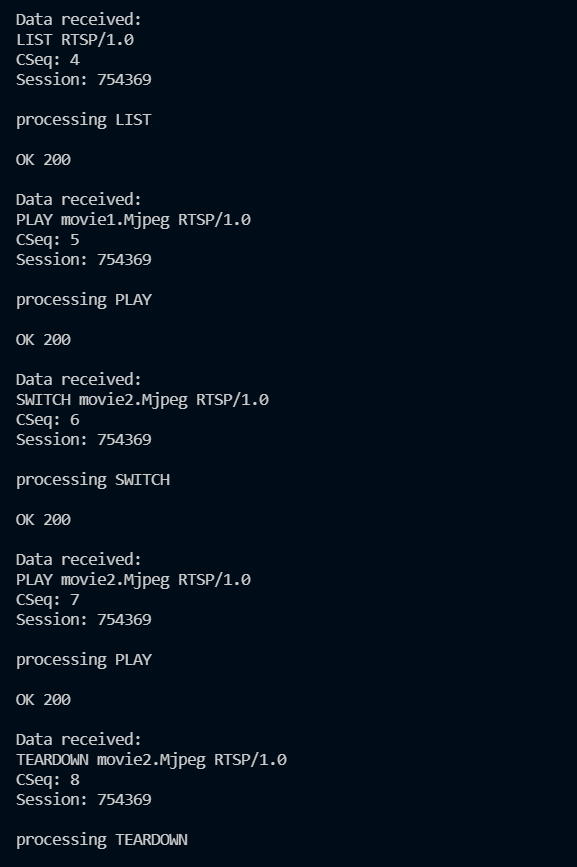 Data received:
LIST RTSP/1.0
CSeq: 4
Session: 754369
processing LIST
OK 200
Data received:
PLAY movie1.Mjpeg RTSP/1.0
CSeq: 5
Session: 754369
processing PLAY
OK 200
Data received:
SWITCH movie2.Mjpeg RTSP/1.0
CSeq: 6
Session: 754369
processing SWITCH
OK 200
Data received:
PLAY movie2.Mjpeg RTSP/1.0
CSeq: 7
Session: 754369
processing PLAY
OK 200
Data received:
TEARDOWN movie2.Mjpeg RTSP/1.0
CSeq: 8
Session: 754369
processing TEARDOWN